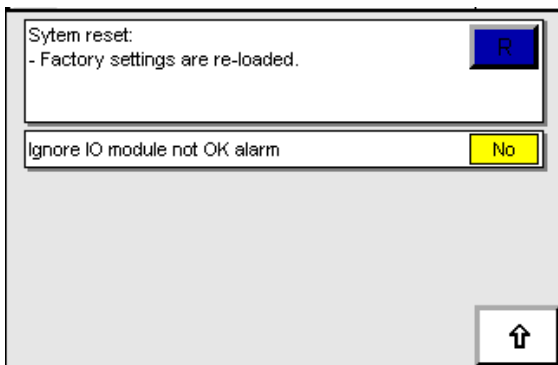 Sytem reset:
R
- Factory settings are re-loaded.
Ignore IO module not OK alarm
No